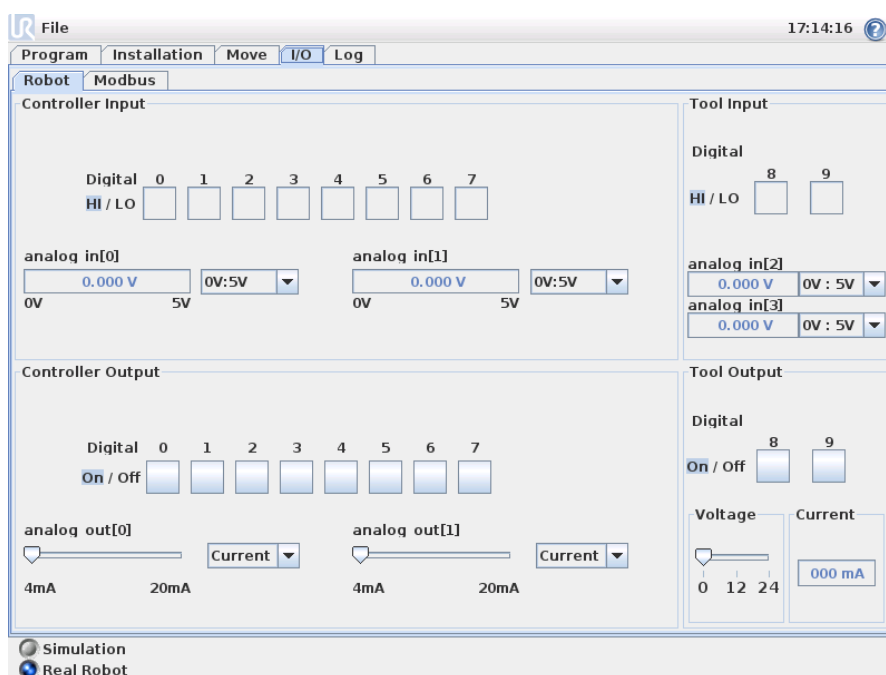 UR File 17:14:16 ?
Program Installation Move I/O Log
Robot Modbus
Controller Input
Digital 0 1 2 3 4 5 6 7
HI / LO
analog in[0] analog in[1]
0.000 V 0V:5V 0.000 V 0V:5V
0V 5V 0V 5V
Tool Input
Digital
8 9
HI / LO
analog in[2]
0.000 V 0V : 5V
analog in[3]
0.000 V 0V : 5V
Controller Output
Digital 0 1 2 3 4 5 6 7
On / Off
analog out[0] analog out[1]
Current Current
4mA 20mA 4mA 20mA
Tool Output
Digital
8 9
On / Off
Voltage Current
000 mA
0 12 24
Simulation
Real Robot